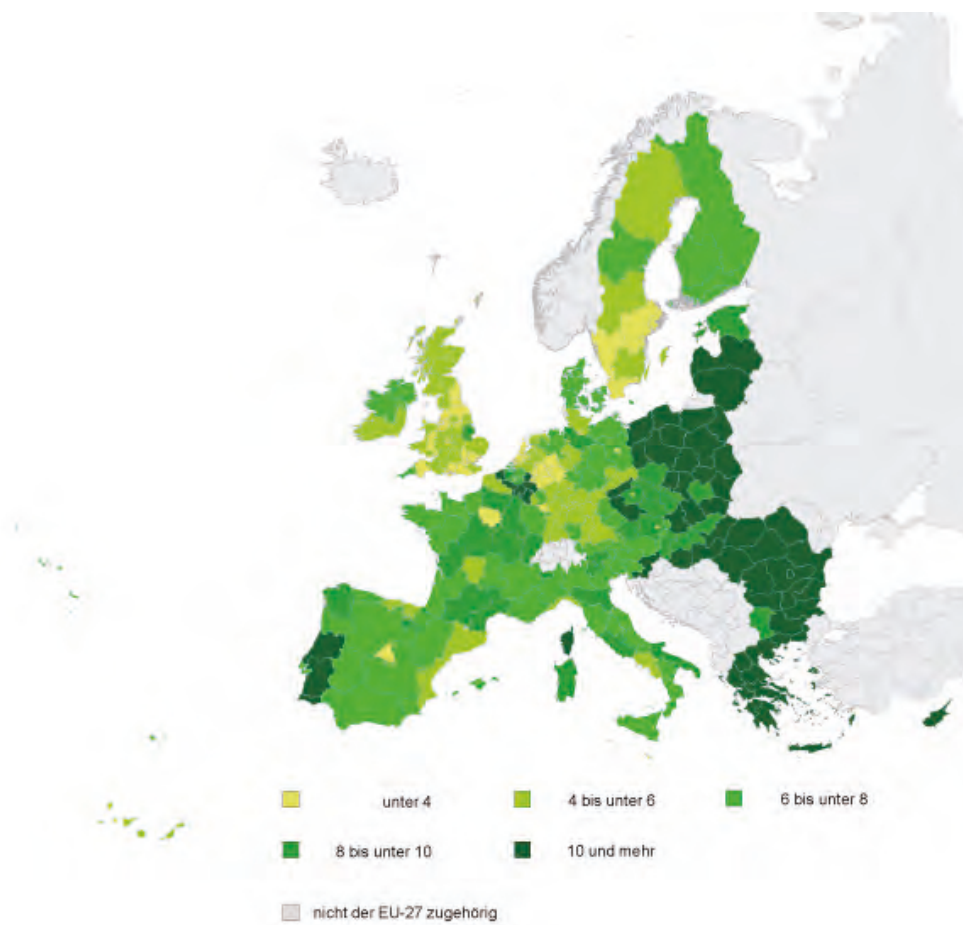 unter 4
4 bis unter 6
6 bis unter 8
8 bis unter 10
10 und mehr
nicht der EU-27 zugehörig